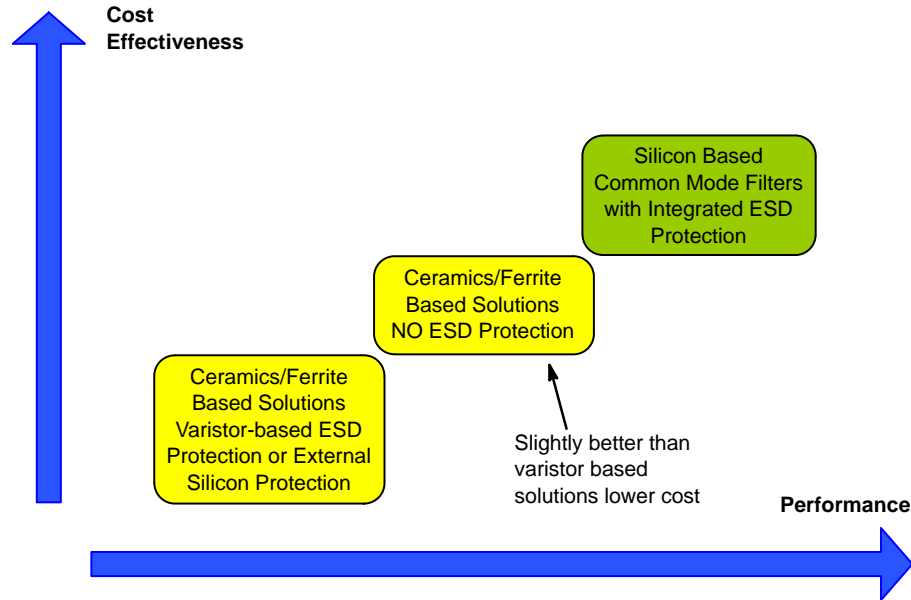 Cost
Effectiveness
Silicon Based
Common Mode Filters
with Integrated ESD
Protection
Ceramics/Ferrite
Based Solutions
NO ESD Protection
Ceramics/Ferrite
Based Solutions
Varistor-based ESD
Protection or External
Silicon Protection
Slightly better than
varistor based
solutions lower cost
Performance